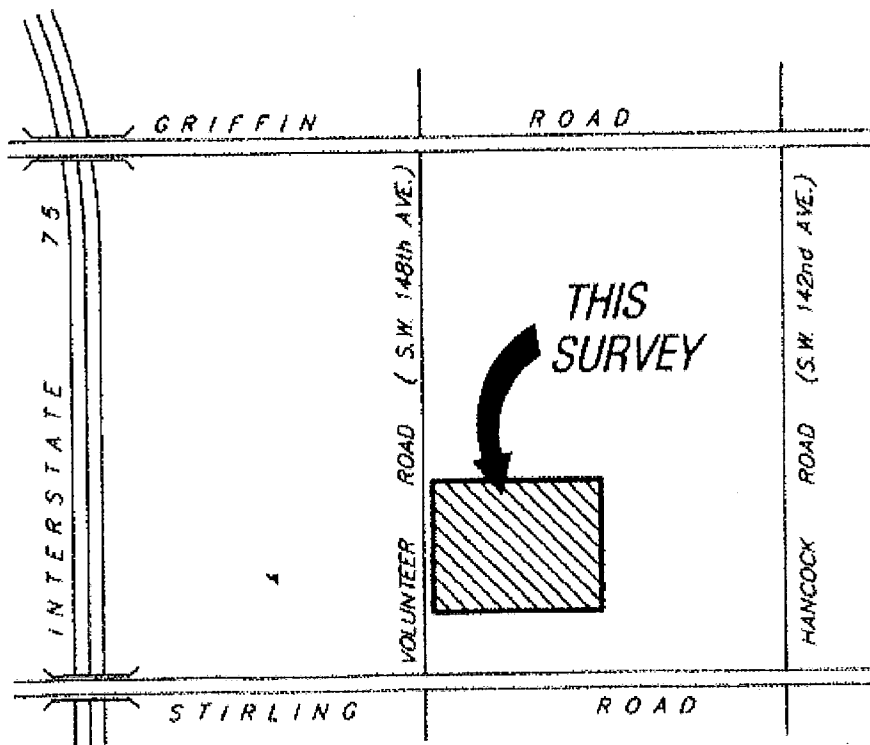 GRIFFIN ROAD
INTERSTATE 75
VOLUNTEER ROAD ( S.W. 148th AVE.)
THIS
SURVEY
HANCOCK ROAD (S.W. 142nd AVE.)
STIRLING ROAD